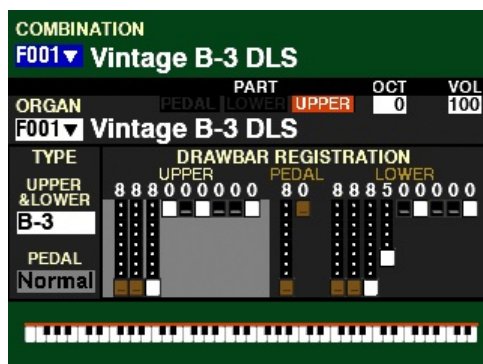 COMBINATION
F001▼ Vintage B-3 DLS
PART OCT VOL
ORGAN PEDAL LOWER UPPER 0 100
F001▼ Vintage B-3 DLS
TYPE DRAWBAR REGISTRATION
UPPER PEDAL LOWER
UPPER 888000000 80 888500000
&LOWER
B-3
PEDAL
Normal